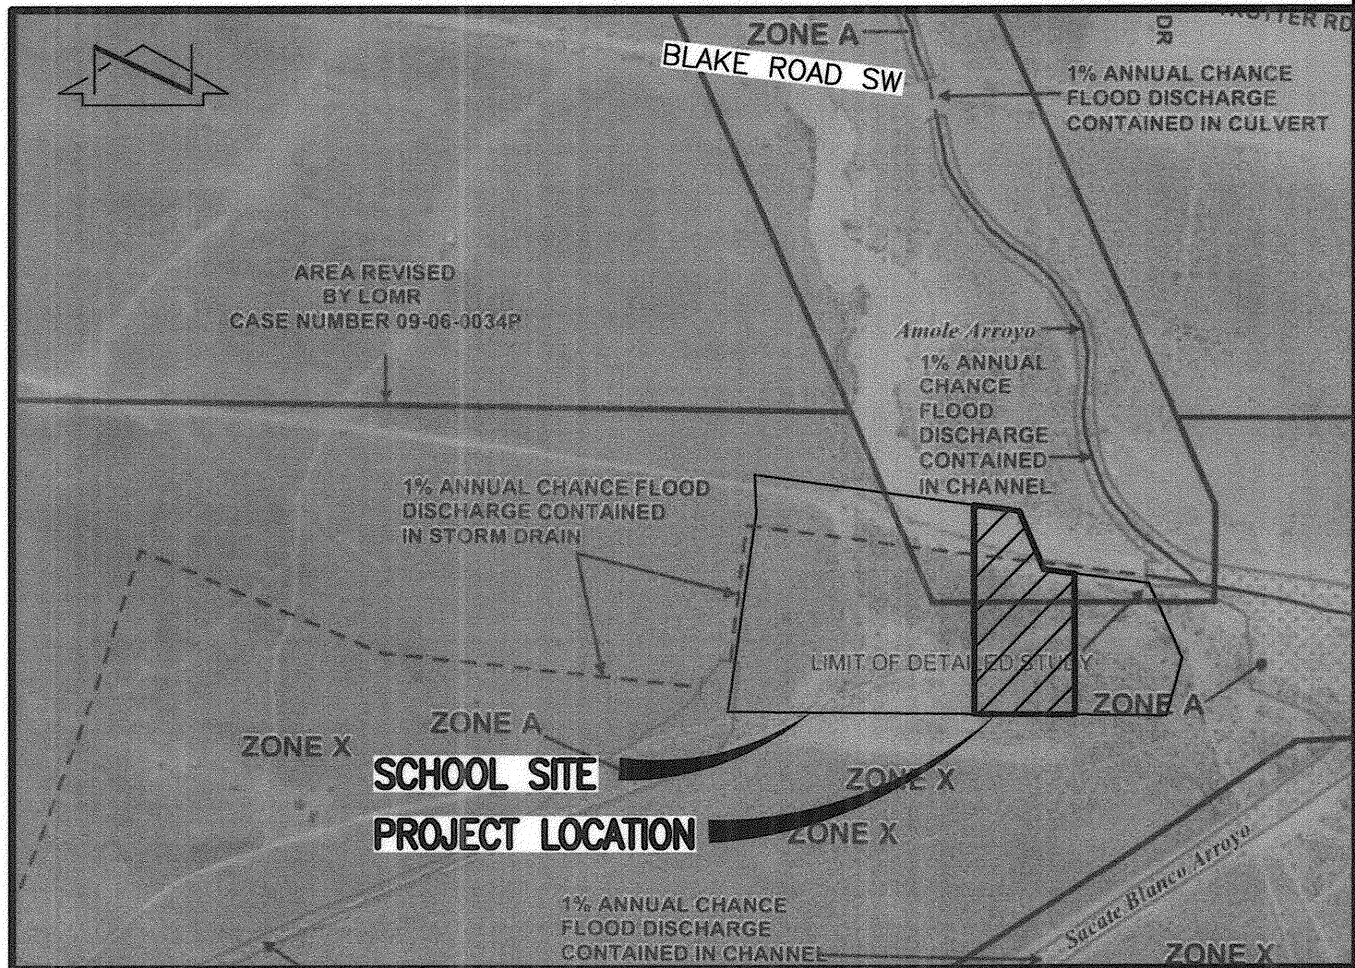 ZONE A
BLAKE ROAD SW
TROTTER RD
DR
1% ANNUAL CHANCE
FLOOD DISCHARGE
CONTAINED IN CULVERT
AREA REVISED
BY LOMR
CASE NUMBER 09-06-0034P
Amole Arroyo
1% ANNUAL
CHANCE
FLOOD
DISCHARGE
CONTAINED
IN CHANNEL
1% ANNUAL CHANCE FLOOD
DISCHARGE CONTAINED
IN STORM DRAIN
LIMIT OF DETAILED STUDY
ZONE A
ZONE A
ZONE X
SCHOOL SITE
ZONE X
PROJECT LOCATION
ZONE X
Sacate Blanco Arroyo
1% ANNUAL CHANCE
FLOOD DISCHARGE
CONTAINED IN CHANNEL
ZONE X